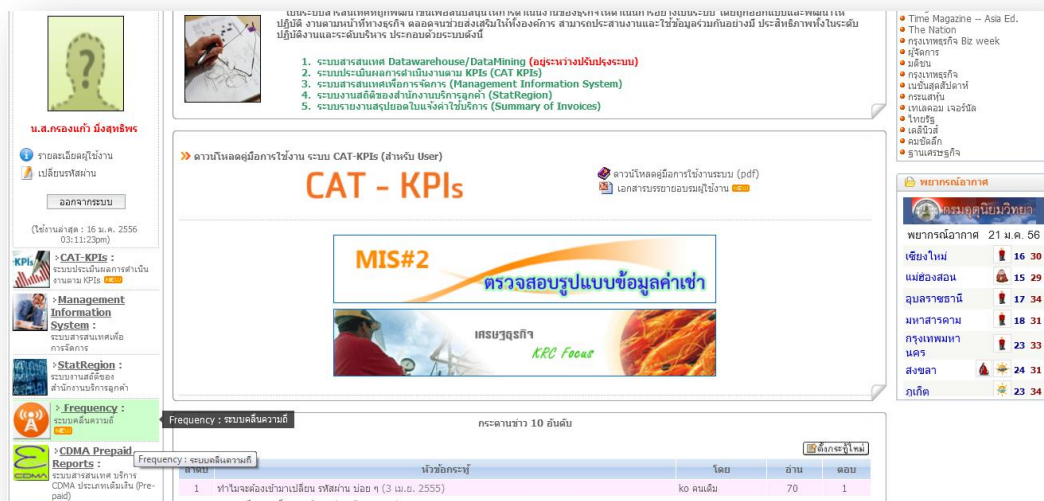 น.ส.กรองแก้ว มิ่งสุทธิพร
รายละเอียดผู้ใช้งาน
เปลี่ยนรหัสผ่าน
ออกจากระบบ
(ใช้งานล่าสุด : 16 ม.ค. 2556
03:11:23pm)
KPIs
>CAT-KPIs :
ระบบประเมินผลการดำเนิน
งานตาม KPIs
>Management
Information
System :
ระบบสารสนเทศเพื่อ
การจัดการ
>StatRegion :
ระบบงานสถิติของ
สำนักงานบริการลูกค้า
> Frequency :
ระบบคลื่นความถี่
>CDMA Prepaid
Reports :
ระบบสารสนเทศ บริการ
CDMA ประเภทเติมเงิน (Pre-
paid)
CDMA
Frequency : ระบบคลื่นความถี่
Frequency : ระบบคลื่นความถี่
ปฏิบัติ งานตามหน้าที่ทางธุรกิจ ตลอดจนช่วยส่งเสริมให้ทั้งองค์การ สามารถประสานงานและใช้ข้อมูลร่วมกันอย่างมี ประสิทธิภาพทั้งในระดับ
ปฏิบัติงานและระดับบริหาร ประกอบด้วยระบบดังนี้
1. ระบบสารสนเทศ Datawarehouse/DataMining (อยู่ระหว่างปรับปรุงระบบ)
2. ระบบประเมินผลการดำเนินงานตาม KPIs (CAT KPIs)
3. ระบบสารสนเทศเพื่อการจัดการ (Management Information System)
4. ระบบงานสถิติของสำนักงานบริการลูกค้า (StatRegion)
5. ระบบรายงานสรุปยอดใบแจ้งค่าใช้บริการ (Summary of Invoices)
ดาวน์โหลดคู่มือการใช้งาน ระบบ CAT-KPIs (สำหรับ User)
CAT - KPIs
ดาวน์โหลดคู่มือการใช้งานระบบ (pdf)
เอกสารบรรยายอบรมผู้ใช้งาน
MIS#2
ตรวจสอบรูปแบบข้อมูลค่าเช่า
เศรษฐธุรกิจ
KRC Focus
กระดานข่าว 10 อันดับ
ตั้งกระทู้ใหม่
ลำดับ หัวข้อกระทู้ โดย อ่าน ตอบ
1 ทำไมจะต้องเข้ามาเปลี่ยน รหัสผ่าน บ่อย ๆ (3 เม.ย. 2555) ko คนเดิม 70 1
Time Magazine -- Asia Ed.
The Nation
กรุงเทพธุรกิจ Biz week
ผู้จัดการ
มติชน
กรุงเทพธุรกิจ
เนชั่นสุดสัปดาห์
กระแสหุ้น
เทเลคอม เจอร์นัล
ไทยรัฐ
เดลินิวส์
คมชัดลึก
ฐานเศรษฐกิจ
พยากรณ์อากาศ
กรมอุตุนิยมวิทยา
พยากรณ์อากาศ 21 ม.ค. 56
เชียงใหม่ 16 30
แม่ฮ่องสอน 15 29
อุบลราชธานี 17 34
มหาสารคาม 18 31
กรุงเทพมหา
นคร 23 33
สงขลา 24 31
ภูเก็ต 23 34